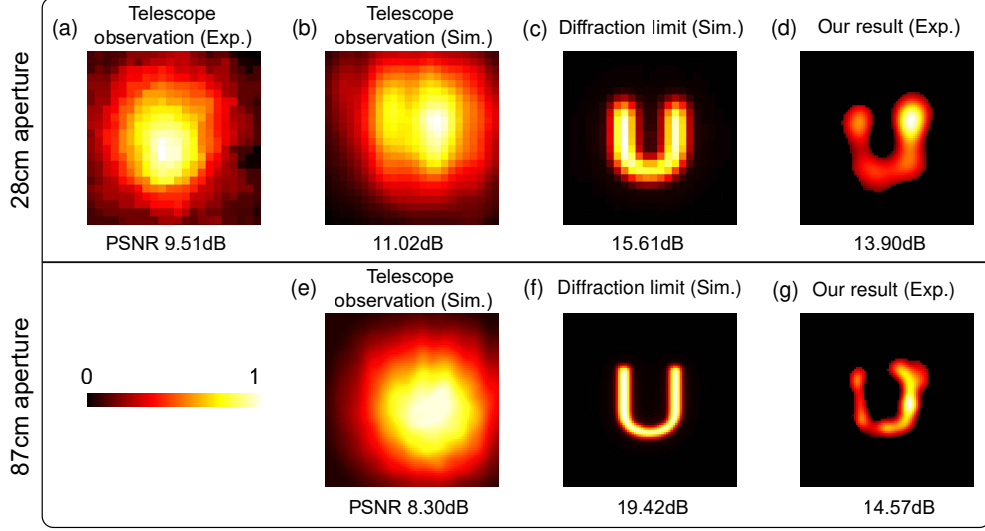 28cm aperture
(a) Telescope
observation (Exp.)
PSNR 9.51dB
(b) Telescope
observation (Sim.)
11.02dB
(c) Diffraction limit (Sim.)
U
15.61dB
(d) Our result (Exp.)
U
13.90dB
87cm aperture
0 1
(e) Telescope
observation (Sim.)
PSNR 8.30dB
(f) Diffraction limit (Sim.)
U
19.42dB
(g) Our result (Exp.)
U
14.57dB